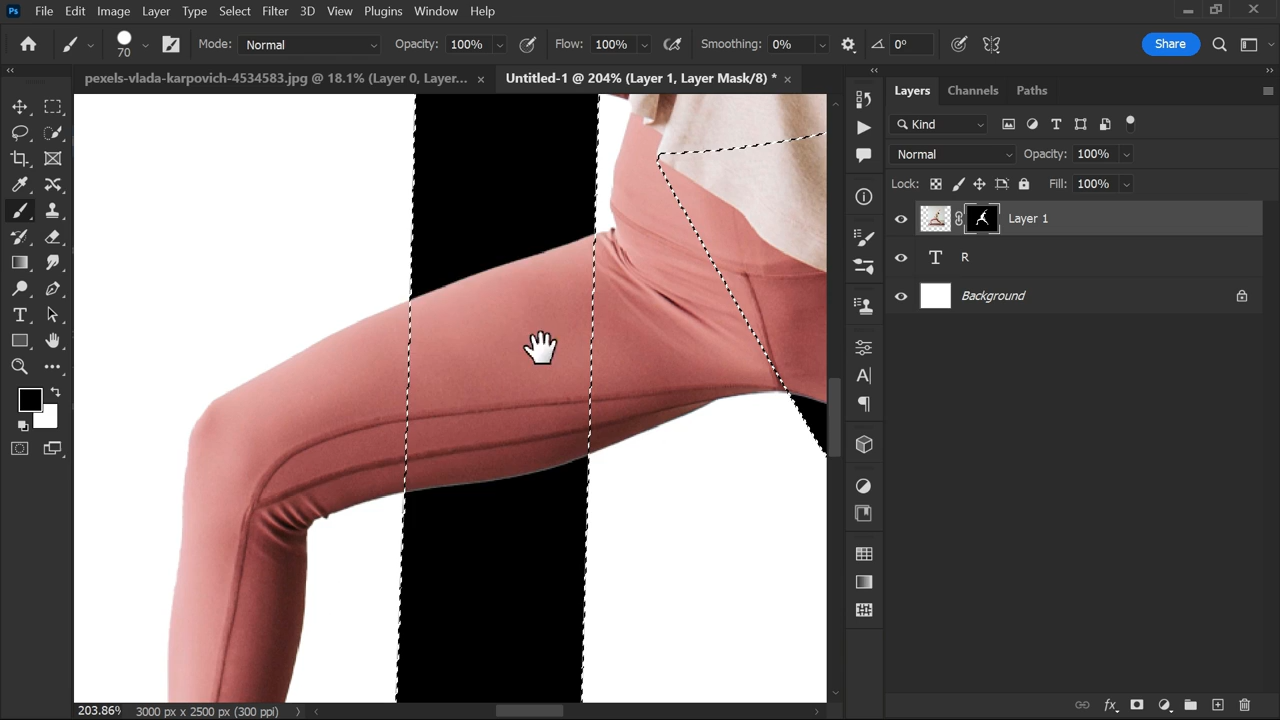 Ps File Edit Image Layer Type Select Filter 3D View Plugins Window Help
70 Mode: Normal Opacity: 100% Flow: 100% Smoothing: 0% 0° Share
pexels-vlada-karpovich-4534583.jpg @ 18.1% (Layer 0, Layer... × Untitled-1 @ 204% (Layer 1, Layer Mask/8) * ×
Layers Channels Paths
Kind
Normal Opacity: 100%
Lock: Fill: 100%
Layer 1
T R
Background
203.86% 3000 px x 2500 px (300 ppi)